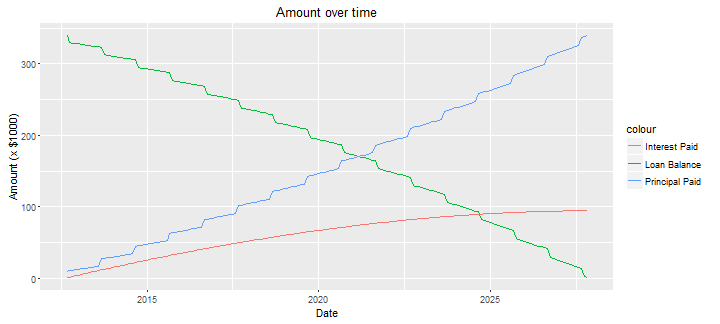 Amount over time
Amount (x $1000)
300
200
100
0
2015
2020
2025
Date
colour
Interest Paid
Loan Balance
Principal Paid